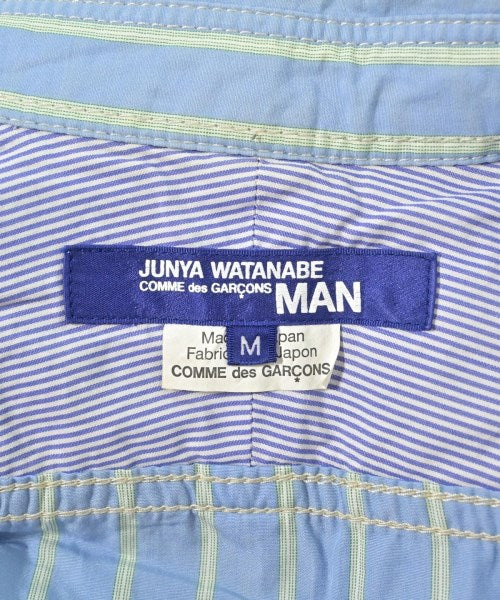 JUNYA WATANABE
COMME des GARÇONS MAN
M
COMME des GARÇONS